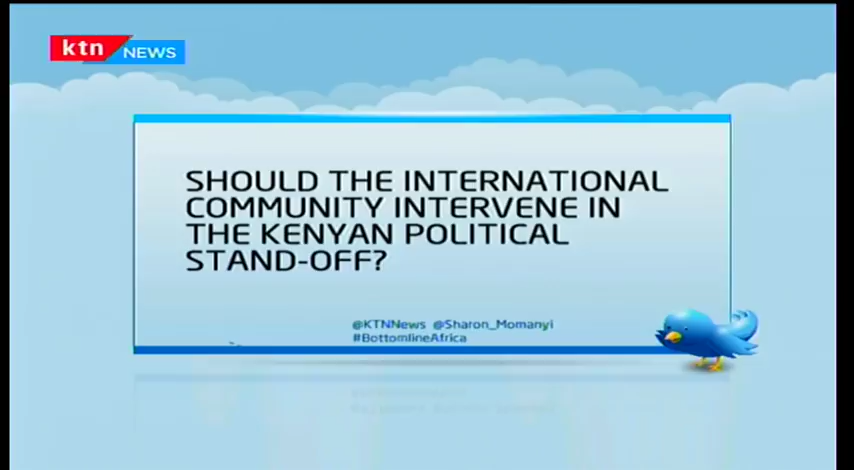 ktn NEWS
SHOULD THE INTERNATIONAL
COMMUNITY INTERVENE IN
THE KENYAN POLITICAL
STAND-OFF?
@KTNNews @Sharon_Momanyi
#BottomlineAfrica